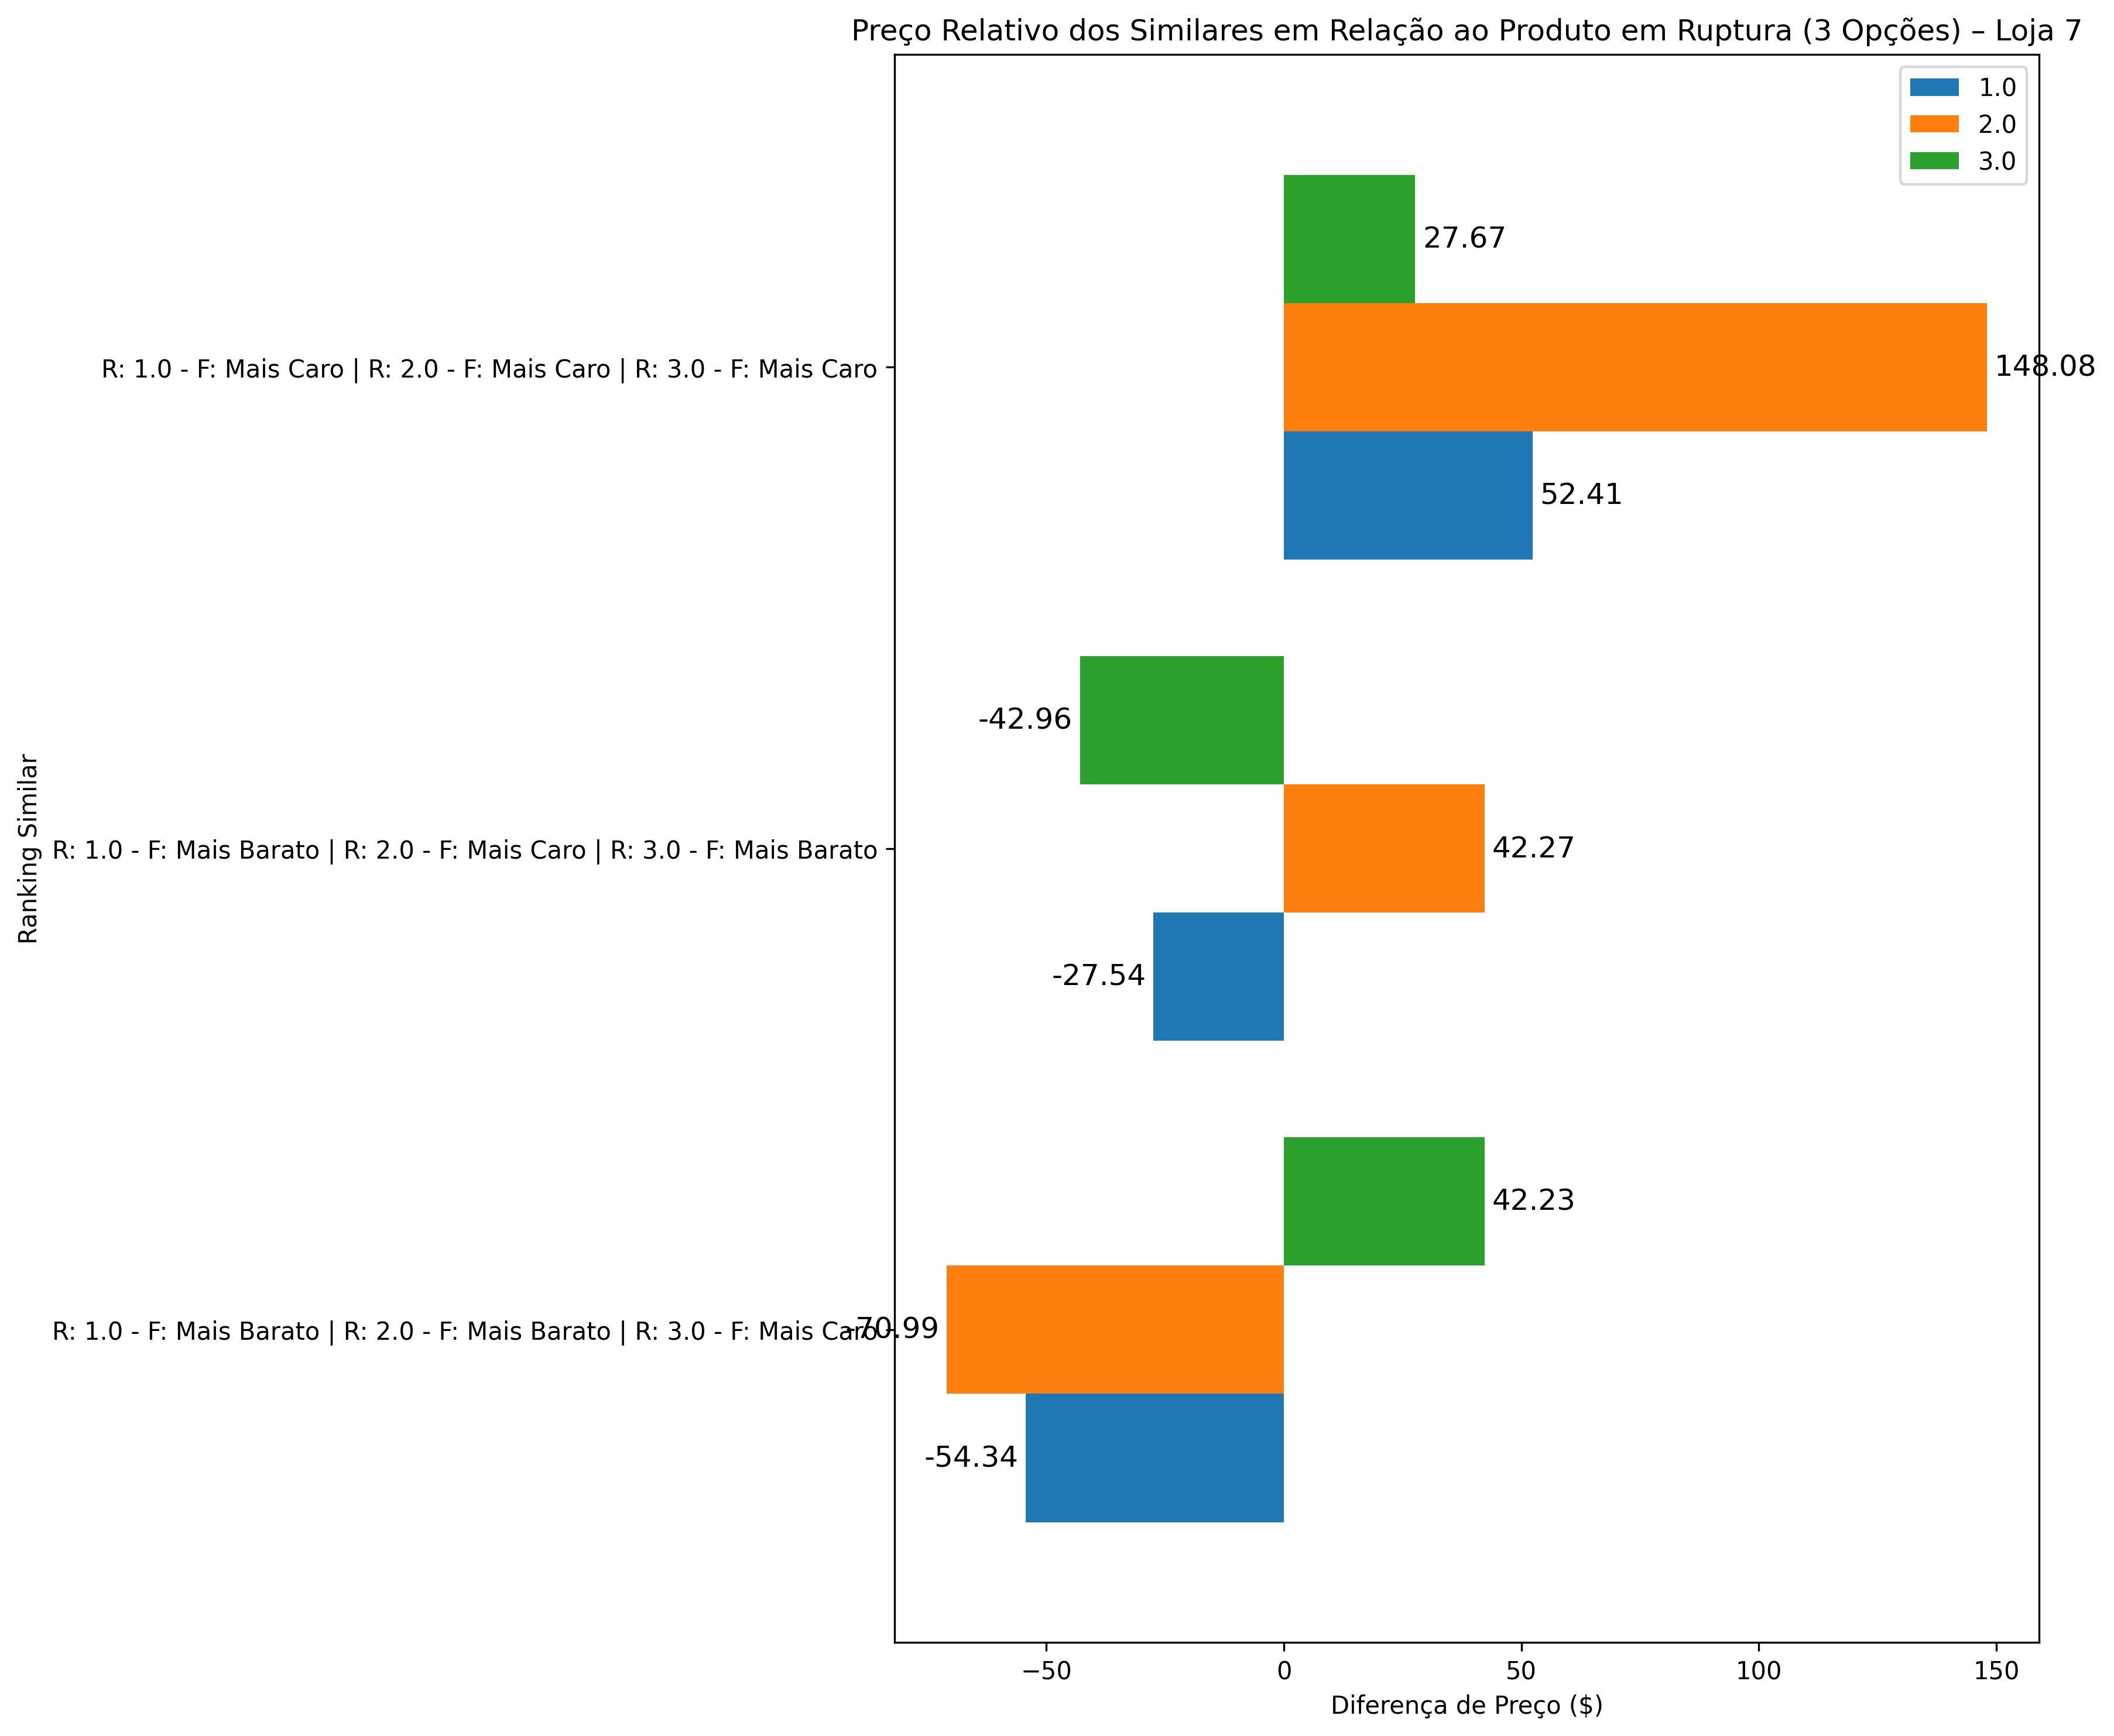 Preço Relativo dos Similares em Relação ao Produto em Ruptura (3 Opções) – Loja 7
1.0
2.0
3.0
27.67
R: 1.0 - F: Mais Caro | R: 2.0 - F: Mais Caro | R: 3.0 - F: Mais Caro
148.08
52.41
-42.96
Ranking Similar
R: 1.0 - F: Mais Barato | R: 2.0 - F: Mais Caro | R: 3.0 - F: Mais Barato
42.27
-27.54
42.23
R: 1.0 - F: Mais Barato | R: 2.0 - F: Mais Barato | R: 3.0 - F: Mais Caro
-70.99
-54.34
−50
0
50
100
150
Diferença de Preço ($)